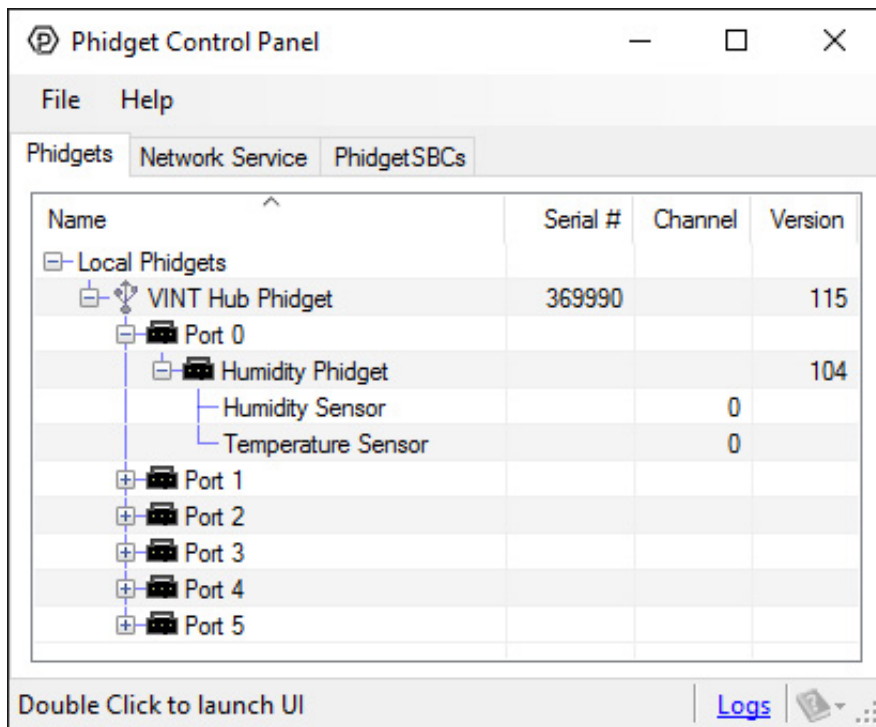 Phidget Control Panel
File Help
Phidgets Network Service PhidgetSBCs
Name Serial # Channel Version
Local Phidgets
VINT Hub Phidget 369990 115
Port 0
Humidity Phidget 104
Humidity Sensor 0
Temperature Sensor 0
Port 1
Port 2
Port 3
Port 4
Port 5
Double Click to launch UI Logs